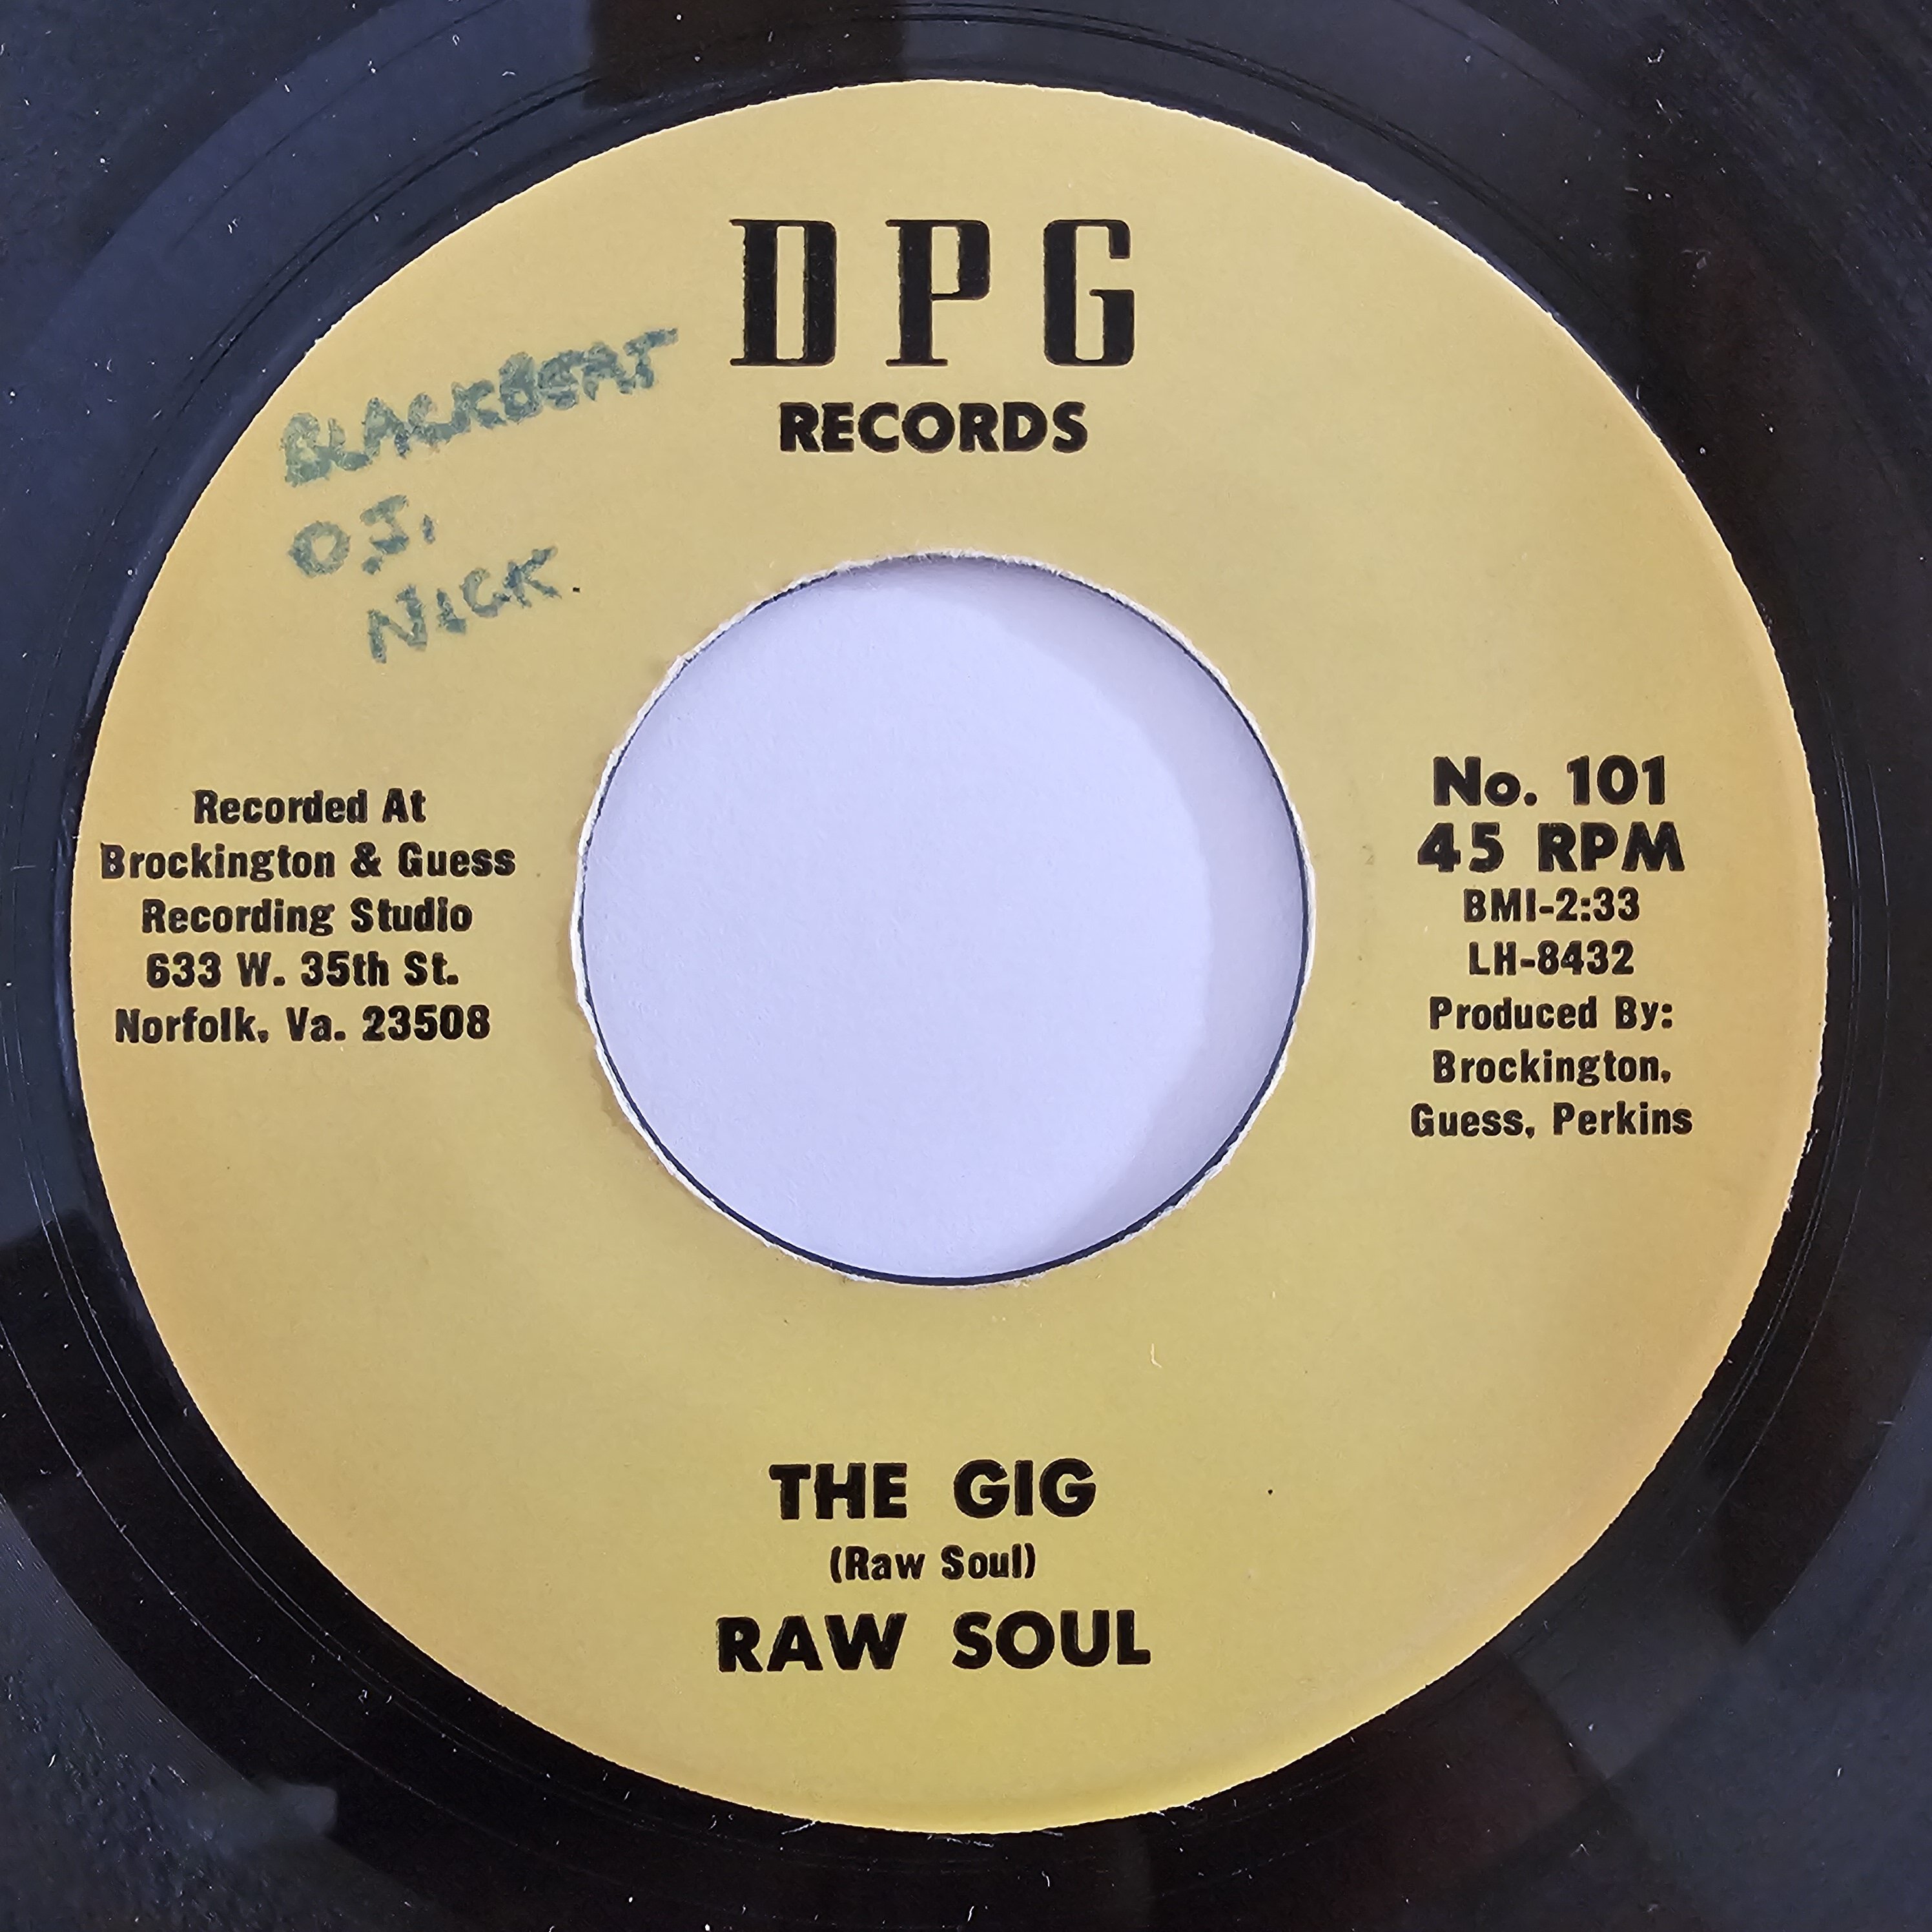 DPG
RECORDS
BLACKBEAT
O.J.
NICK.
Recorded At
Brockington & Guess
Recording Studio
633 W. 35th St.
Norfolk, Va. 23508
No. 101
45 RPM
BMI-2:33
LH-8432
Produced By:
Brockington,
Guess, Perkins
THE GIG
(Raw Soul)
RAW SOUL